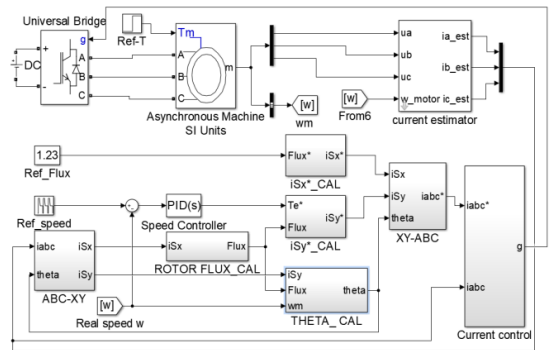 Universal Bridge
Ref-T
g
Tm
+
DC
-
A
B
C
A
B
C
m
Asynchronous Machine
SI Units
[w]
wm
[w]
From6
ua
ub
uc
w_motor
ia_est
ib_est
ic_est
current estimator
1.23
Ref_Flux
Flux* iSx*
iSx*_CAL
Ref_speed
PID(s)
Speed Controller
Te*
Flux
iSy*
iSy*_CAL
iSx
iSy
theta
iabc*
XY-ABC
iabc
theta
iSx
iSy
ABC-XY
iSx Flux
ROTOR FLUX_CAL
iSy
Flux
wm
theta
THETA_ CAL
[w]
Real speed w
iabc*
iabc
g
Current control